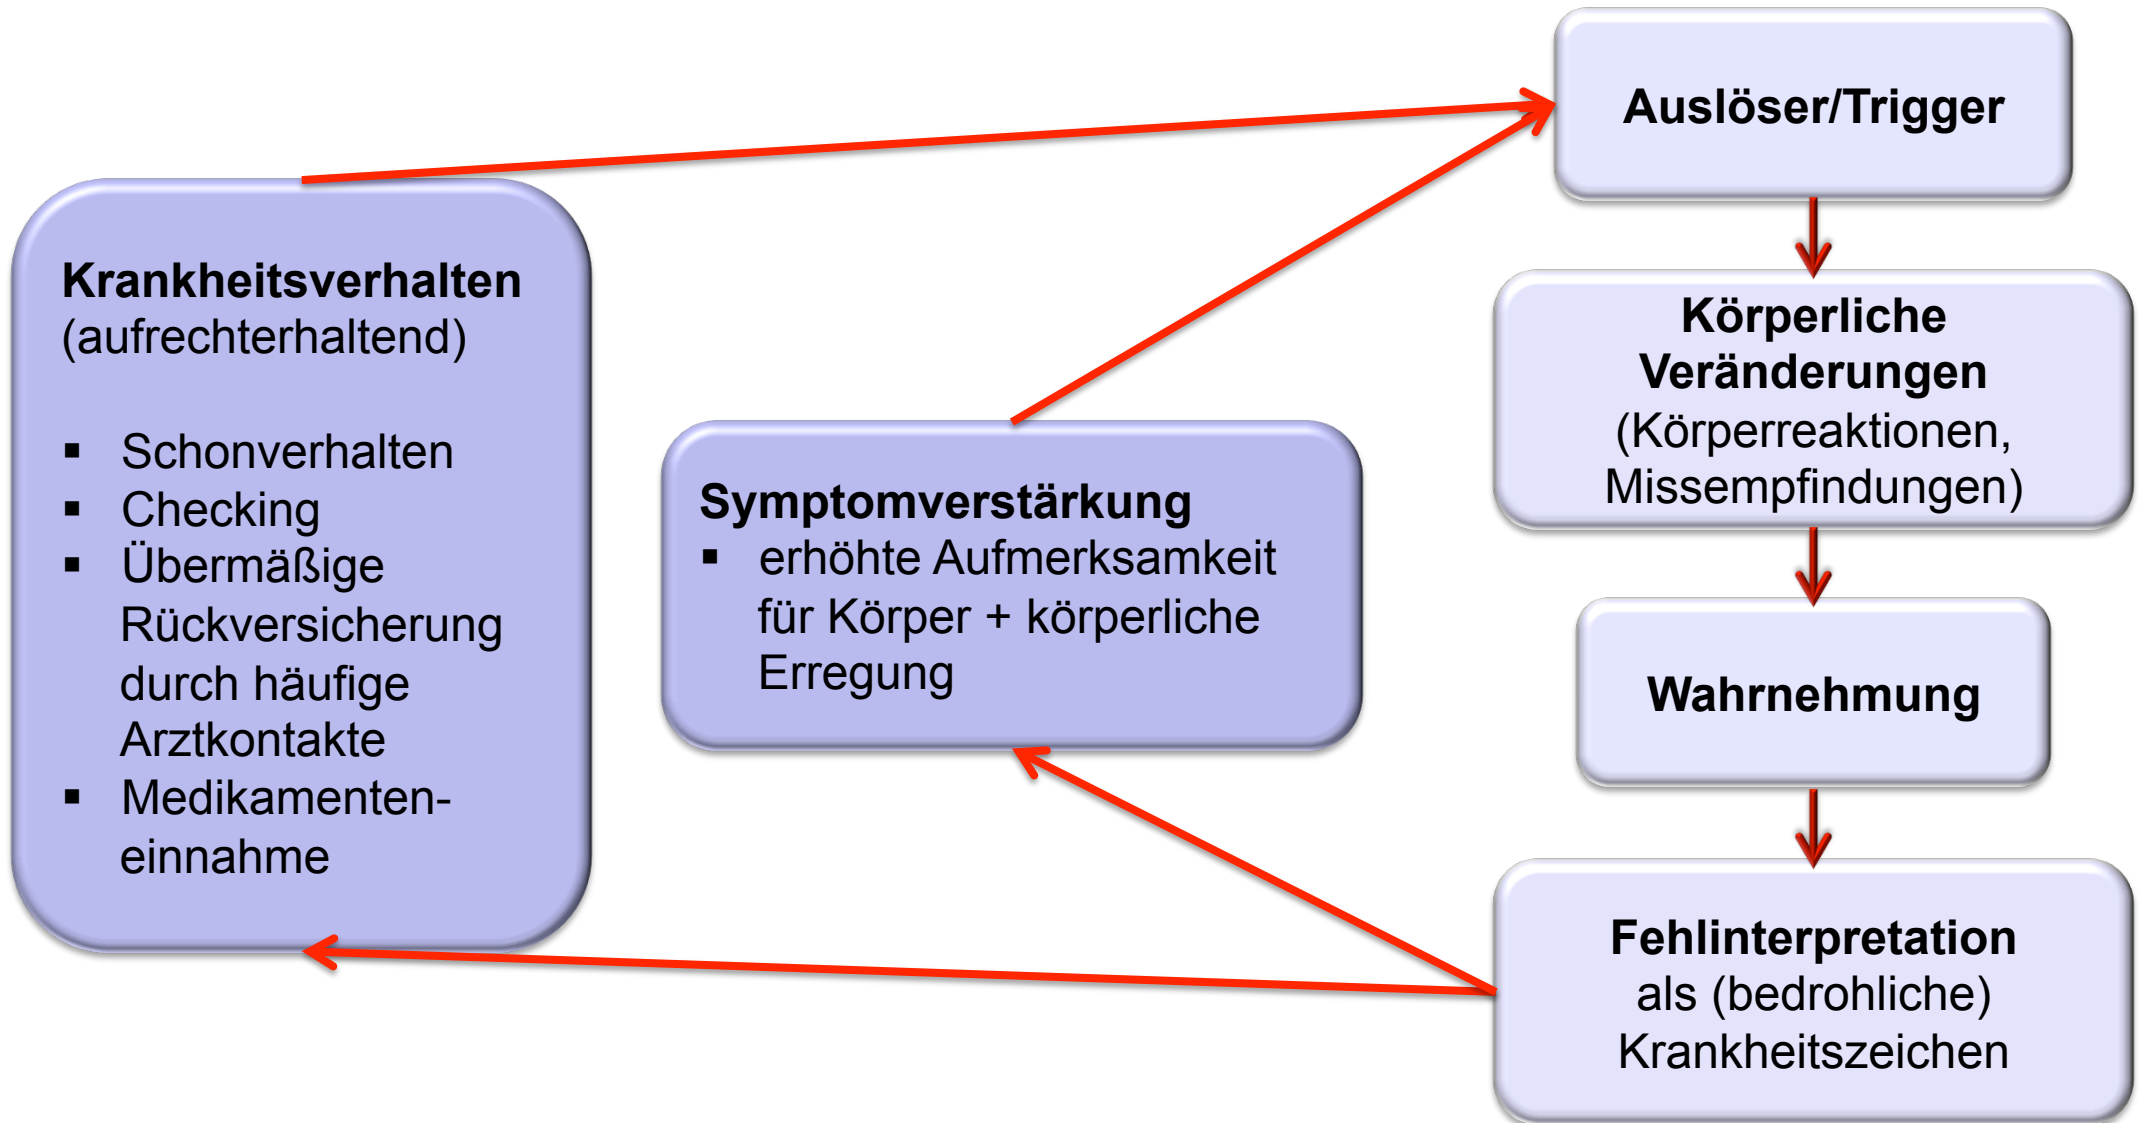 Auslöser/Trigger
Krankheitsverhalten
(aufrechterhaltend)
▪ Schonverhalten
▪ Checking
▪ Übermäßige
Rückversicherung
durch häufige
Arztkontakte
▪ Medikamenten-
einnahme
Symptomverstärkung
▪ erhöhte Aufmerksamkeit
für Körper + körperliche
Erregung
Körperliche
Veränderungen
(Körperreaktionen,
Missempfindungen)
Wahrnehmung
Fehlinterpretation
als (bedrohliche)
Krankheitszeichen